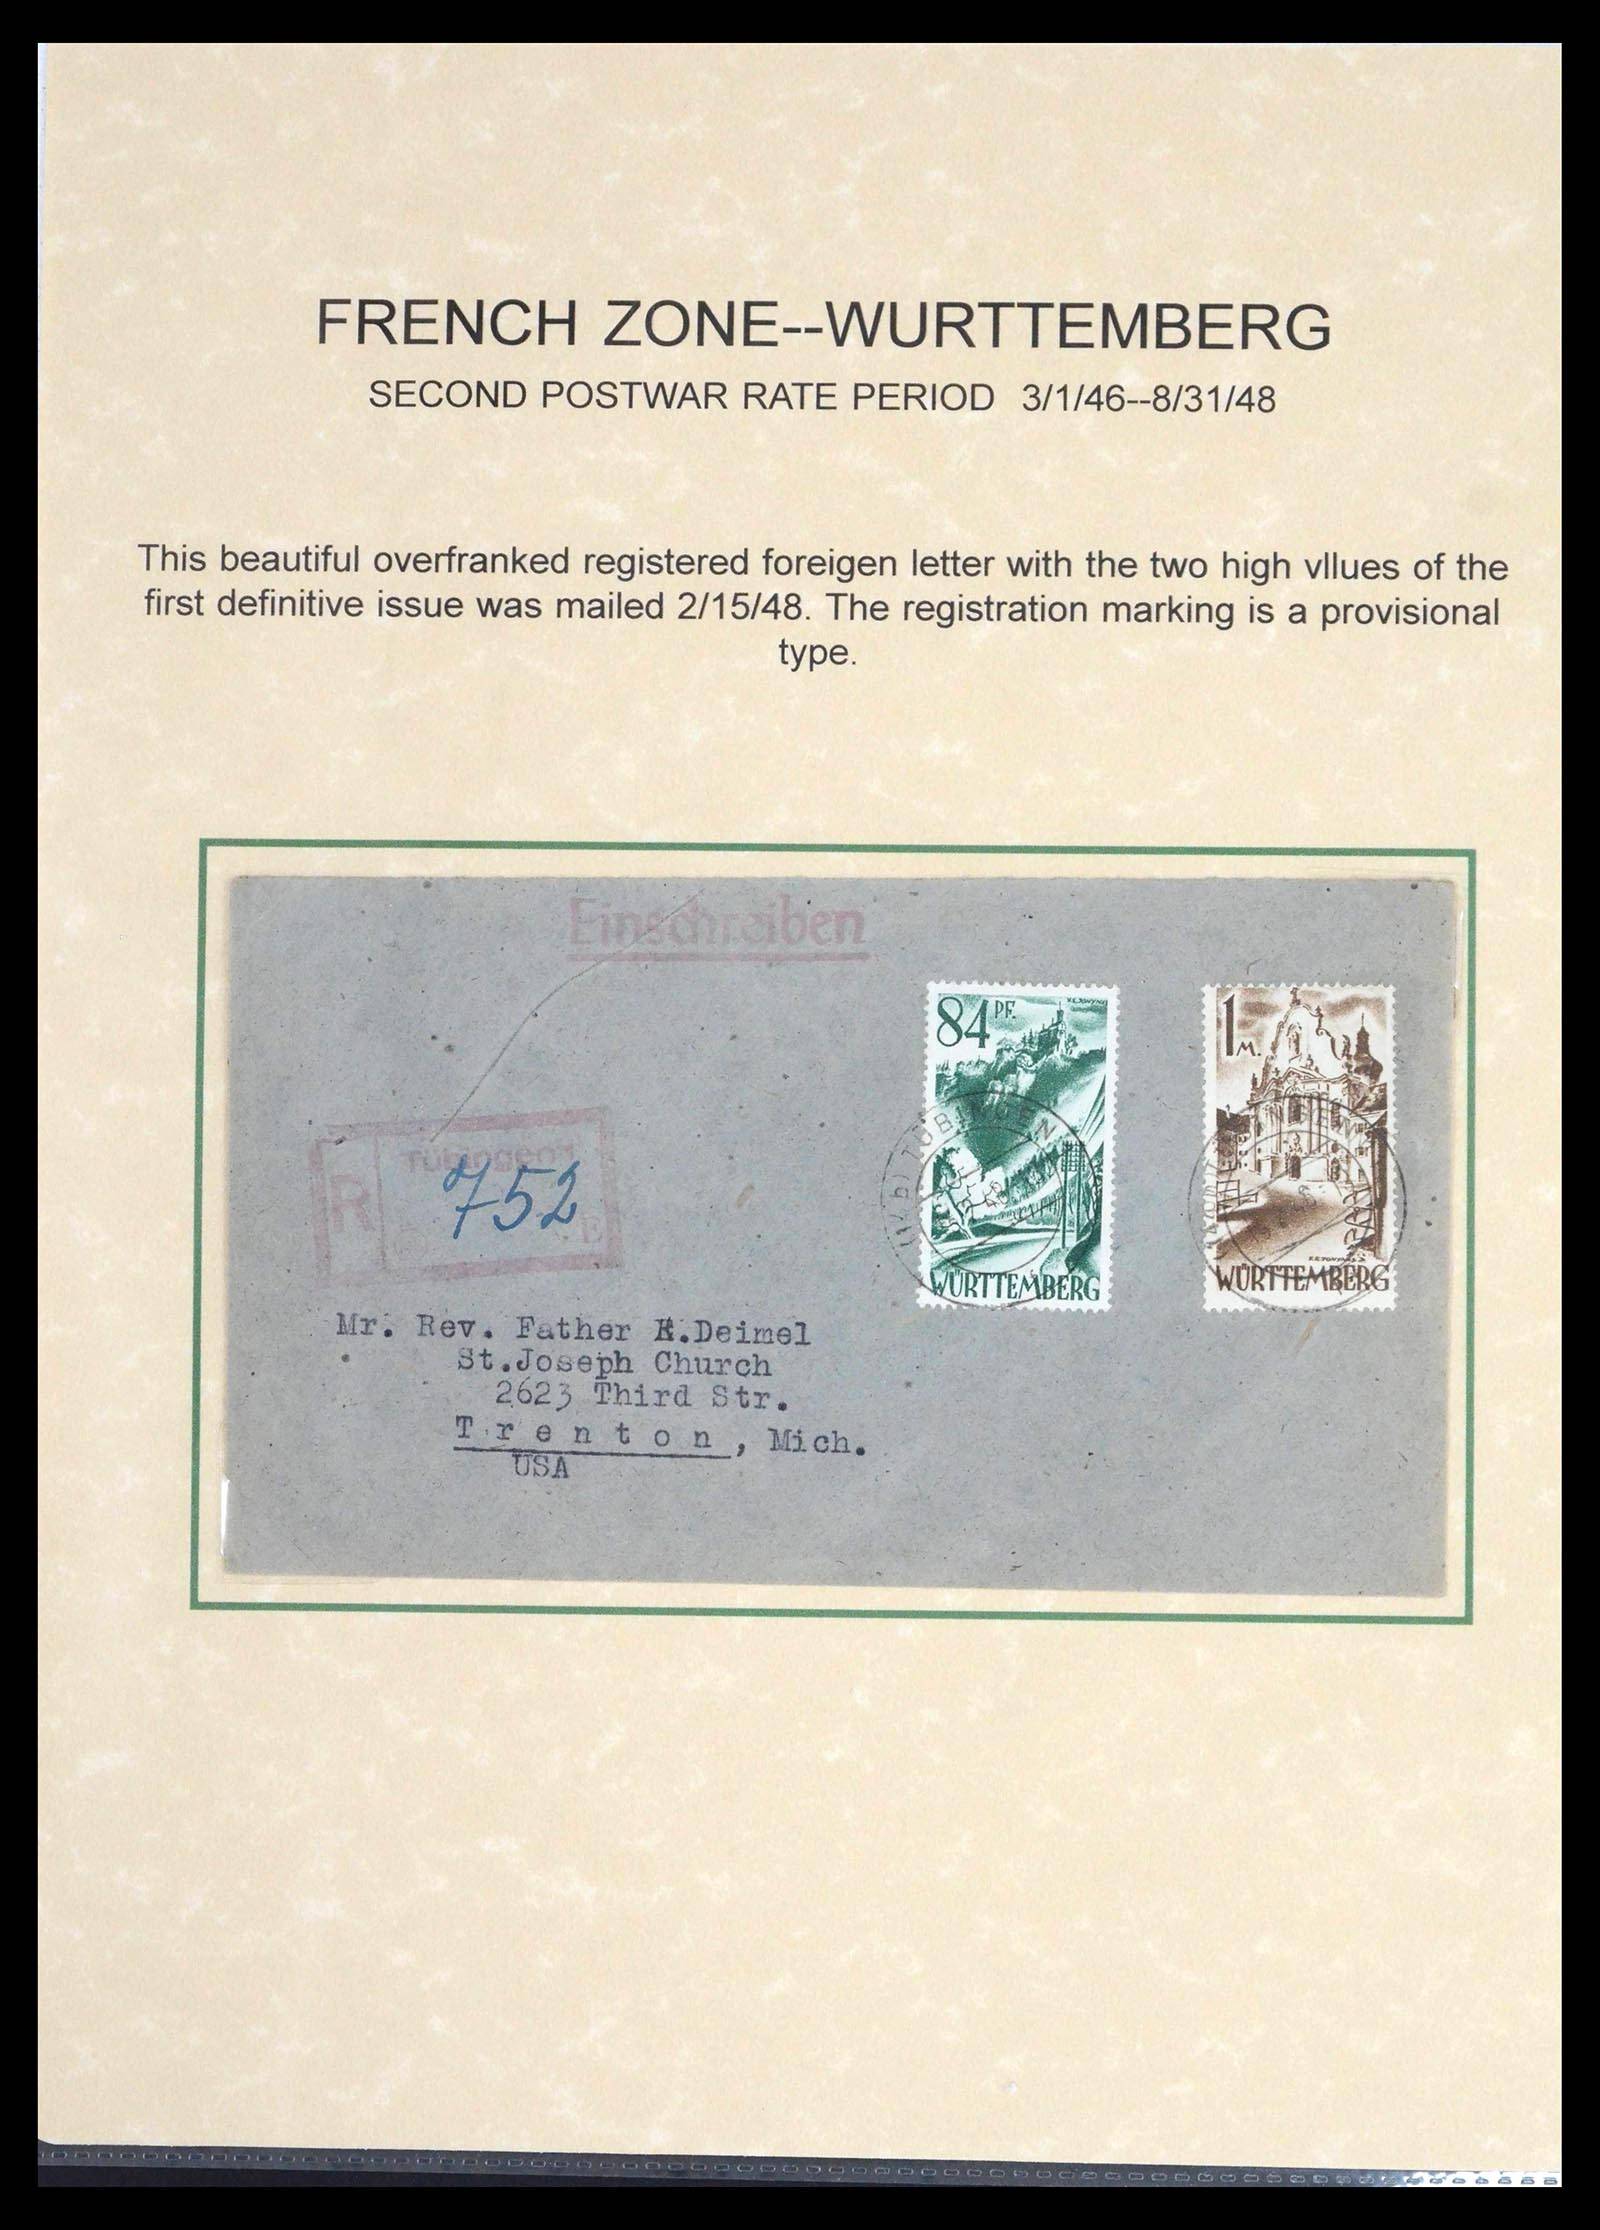 FRENCH ZONE--WURTTEMBERG
SECOND POSTWAR RATE PERIOD 3/1/46--8/31/48
This beautiful overfranked registered foreigen letter with the two high vllues of the
first definitive issue was mailed 2/15/48. The registration marking is a provisional
type.
Einschreiben
84 PF.
WÜRTTEMBERG
1 M.
WÜRTTEMBERG
R
Tübingen 1
752
Mr. Rev. Father R.Deimel
St.Joseph Church
2623 Third Str.
Trenton, Mich.
USA